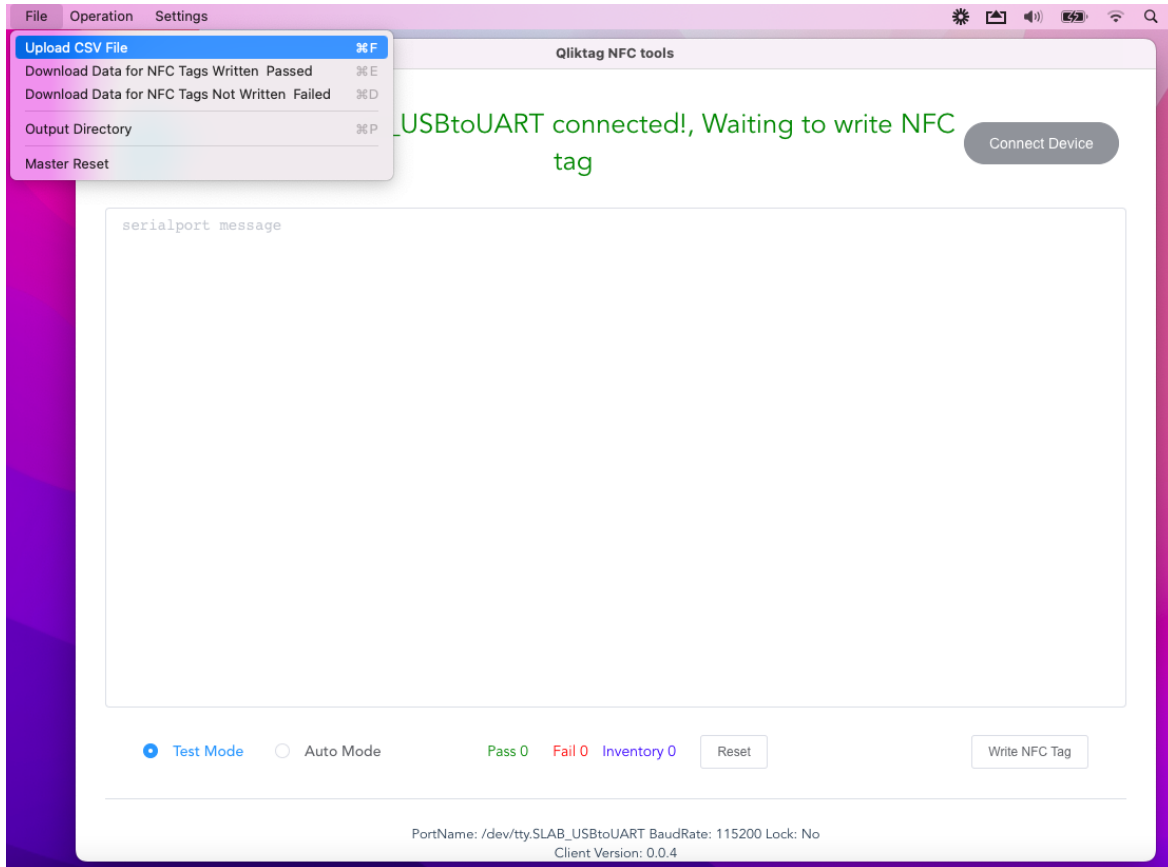 File Operation Settings
Upload CSV File ⌘F
Download Data for NFC Tags Written  Passed ⌘E
Download Data for NFC Tags Not Written  Failed ⌘D
Output Directory ⌘P
Master Reset
Qliktag NFC tools
_USBtoUART connected!, Waiting to write NFC
tag
Connect Device
serialport message
Test Mode Auto Mode Pass 0 Fail 0 Inventory 0 Reset Write NFC Tag
PortName: /dev/tty.SLAB_USBtoUART BaudRate: 115200 Lock: No
Client Version: 0.0.4